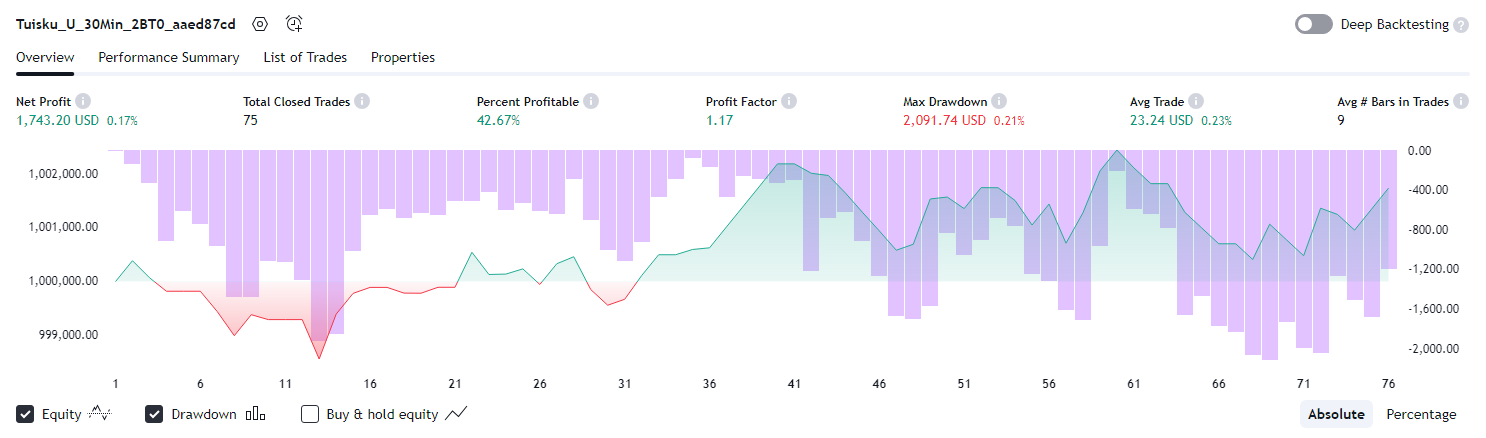 Tuisku_U_30Min_2BT0_aaed87cd
Deep Backtesting ?
Overview Performance Summary List of Trades Properties
Net Profit i Total Closed Trades i Percent Profitable i Profit Factor i Max Drawdown i Avg Trade i Avg # Bars in Trades i
1,743.20 USD 0.17% 75 42.67% 1.17 2,091.74 USD 0.21% 23.24 USD 0.23% 9
1,002,000.00
1,001,000.00
1,000,000.00
999,000.00
0.00
-400.00
-800.00
-1,200.00
-1,600.00
-2,000.00
1 6 11 16 21 26 31 36 41 46 51 56 61 66 71 76
Equity Drawdown Buy & hold equity Absolute Percentage